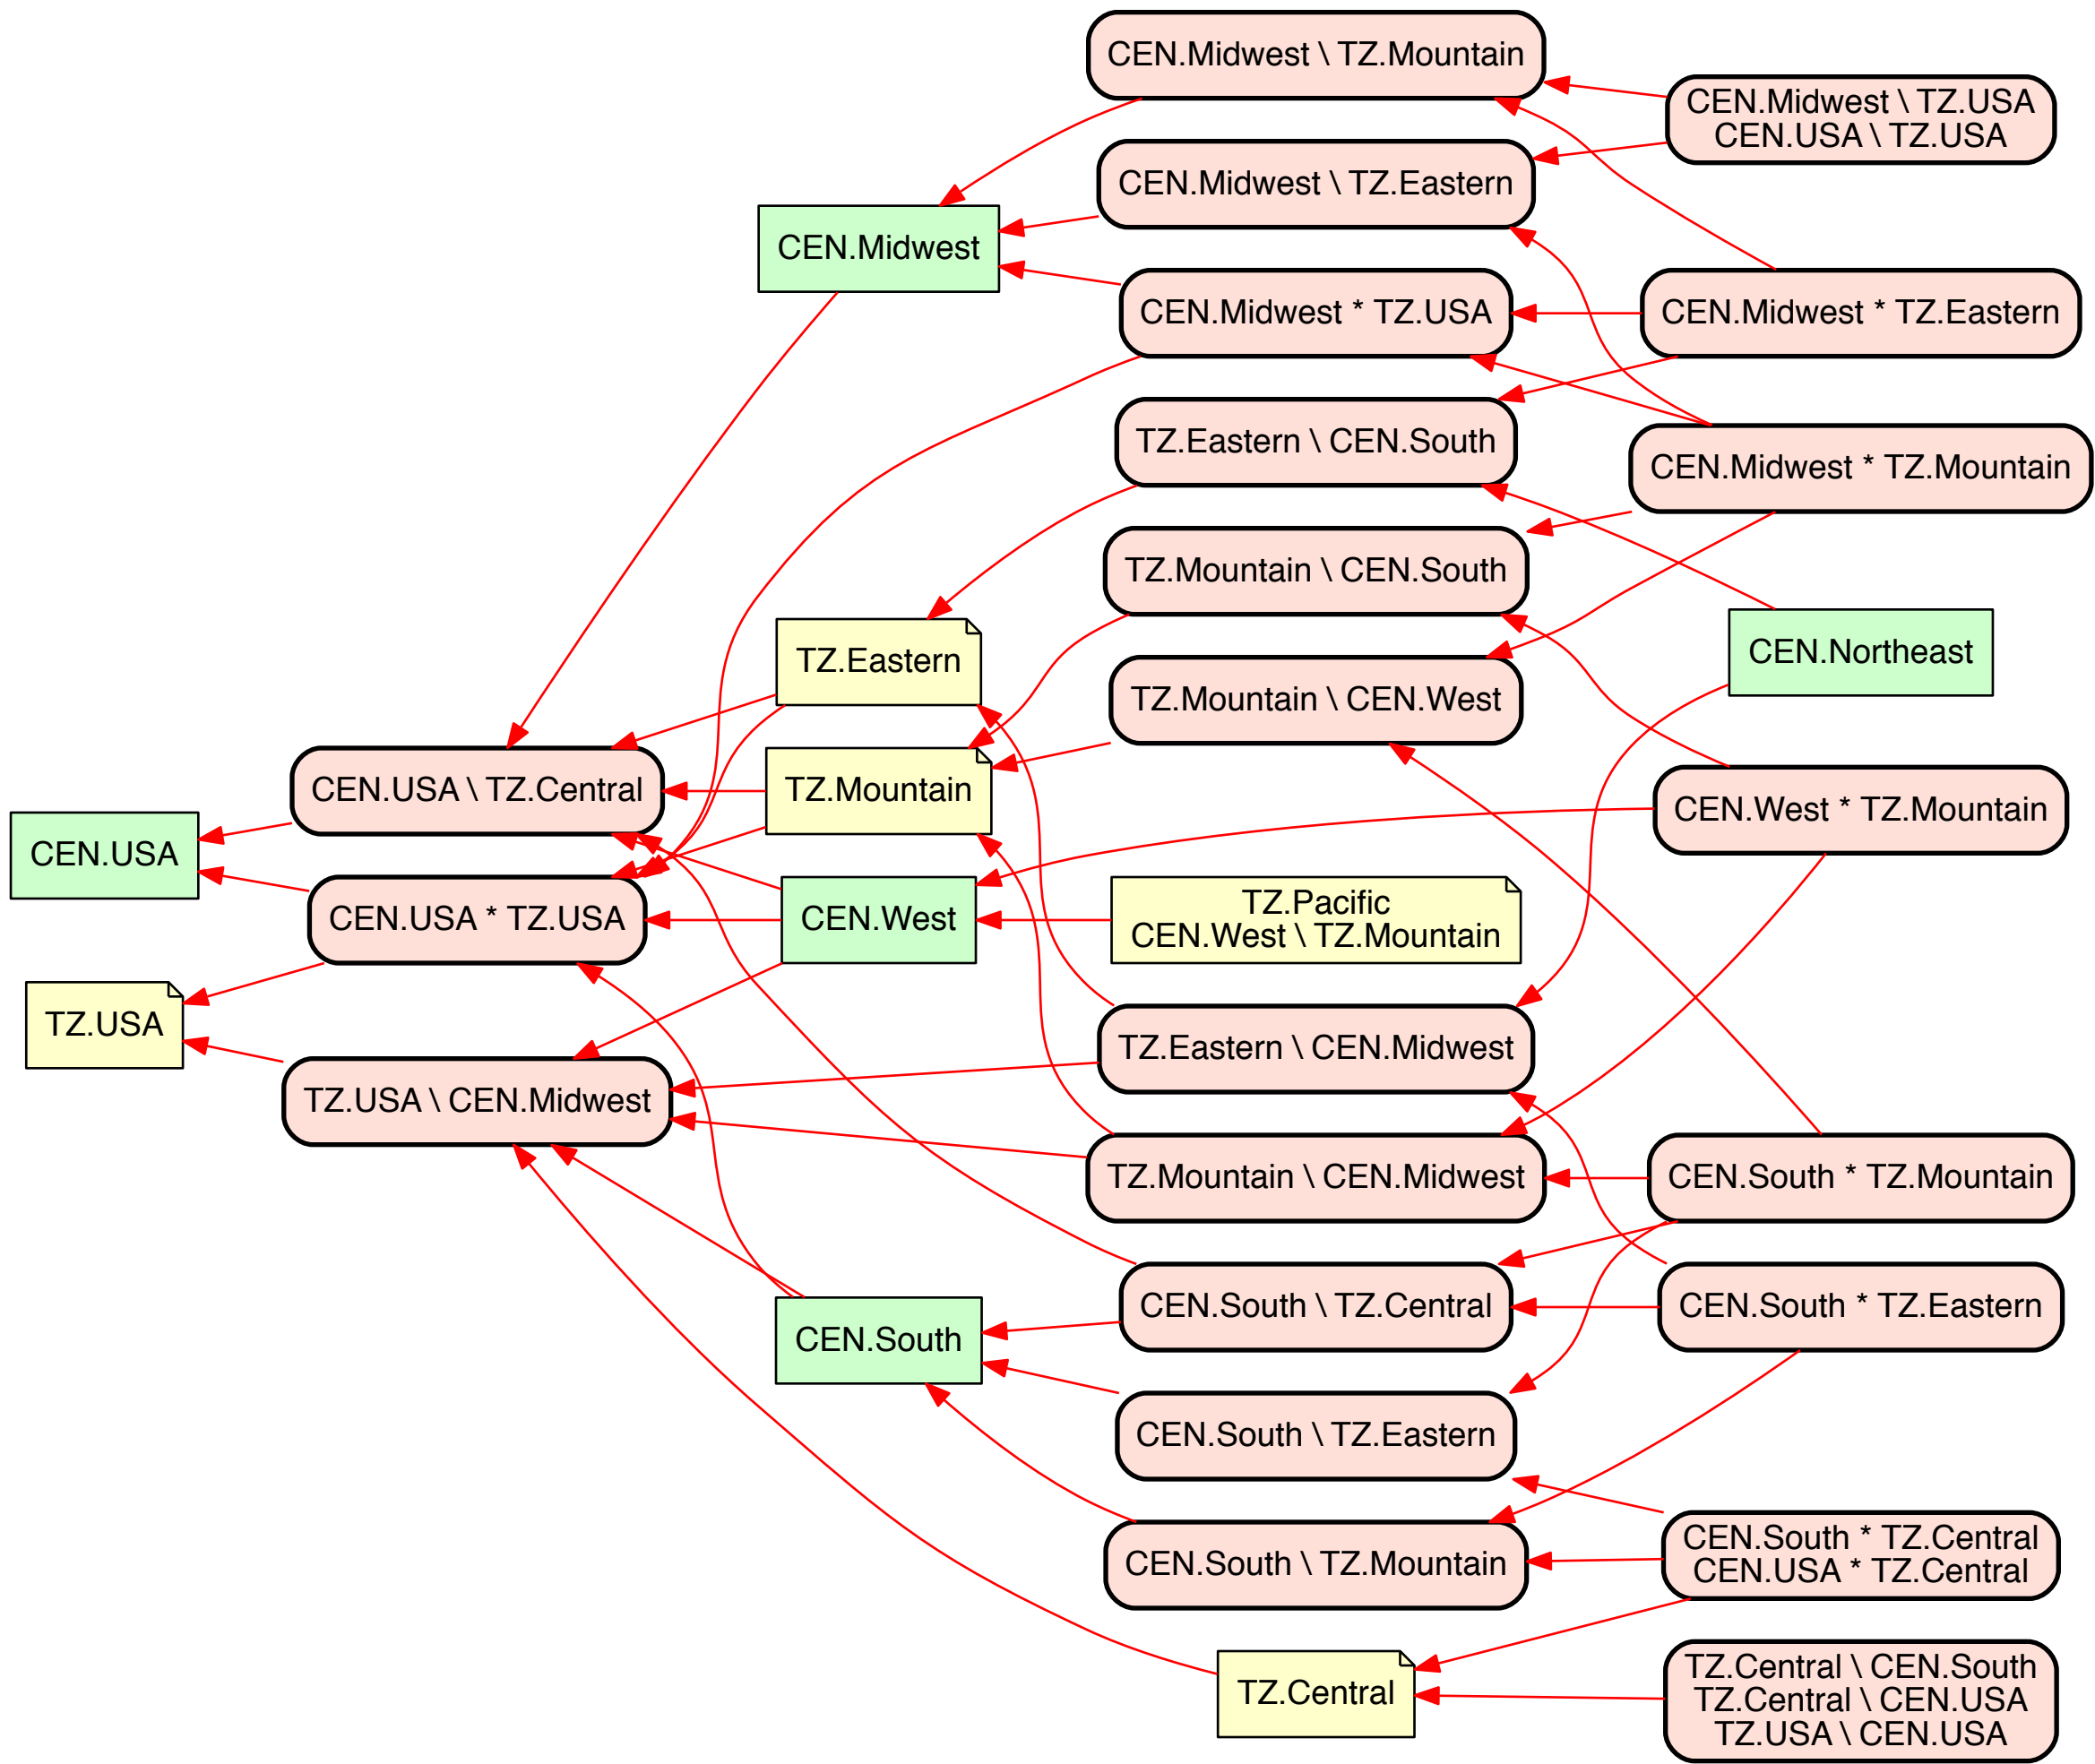 CEN.Midwest \ TZ.Mountain
CEN.Midwest \ TZ.USA
CEN.USA \ TZ.USA
CEN.Midwest \ TZ.Eastern
CEN.Midwest
CEN.Midwest * TZ.USA
CEN.Midwest * TZ.Eastern
TZ.Eastern \ CEN.South
CEN.Midwest * TZ.Mountain
TZ.Mountain \ CEN.South
TZ.Eastern
CEN.Northeast
TZ.Mountain \ CEN.West
CEN.USA \ TZ.Central
TZ.Mountain
CEN.West * TZ.Mountain
CEN.USA
CEN.USA * TZ.USA
CEN.West
TZ.Pacific
CEN.West \ TZ.Mountain
TZ.USA
TZ.Eastern \ CEN.Midwest
TZ.USA \ CEN.Midwest
TZ.Mountain \ CEN.Midwest
CEN.South * TZ.Mountain
CEN.South \ TZ.Central
CEN.South * TZ.Eastern
CEN.South
CEN.South \ TZ.Eastern
CEN.South \ TZ.Mountain
CEN.South * TZ.Central
CEN.USA * TZ.Central
TZ.Central
TZ.Central \ CEN.South
TZ.Central \ CEN.USA
TZ.USA \ CEN.USA